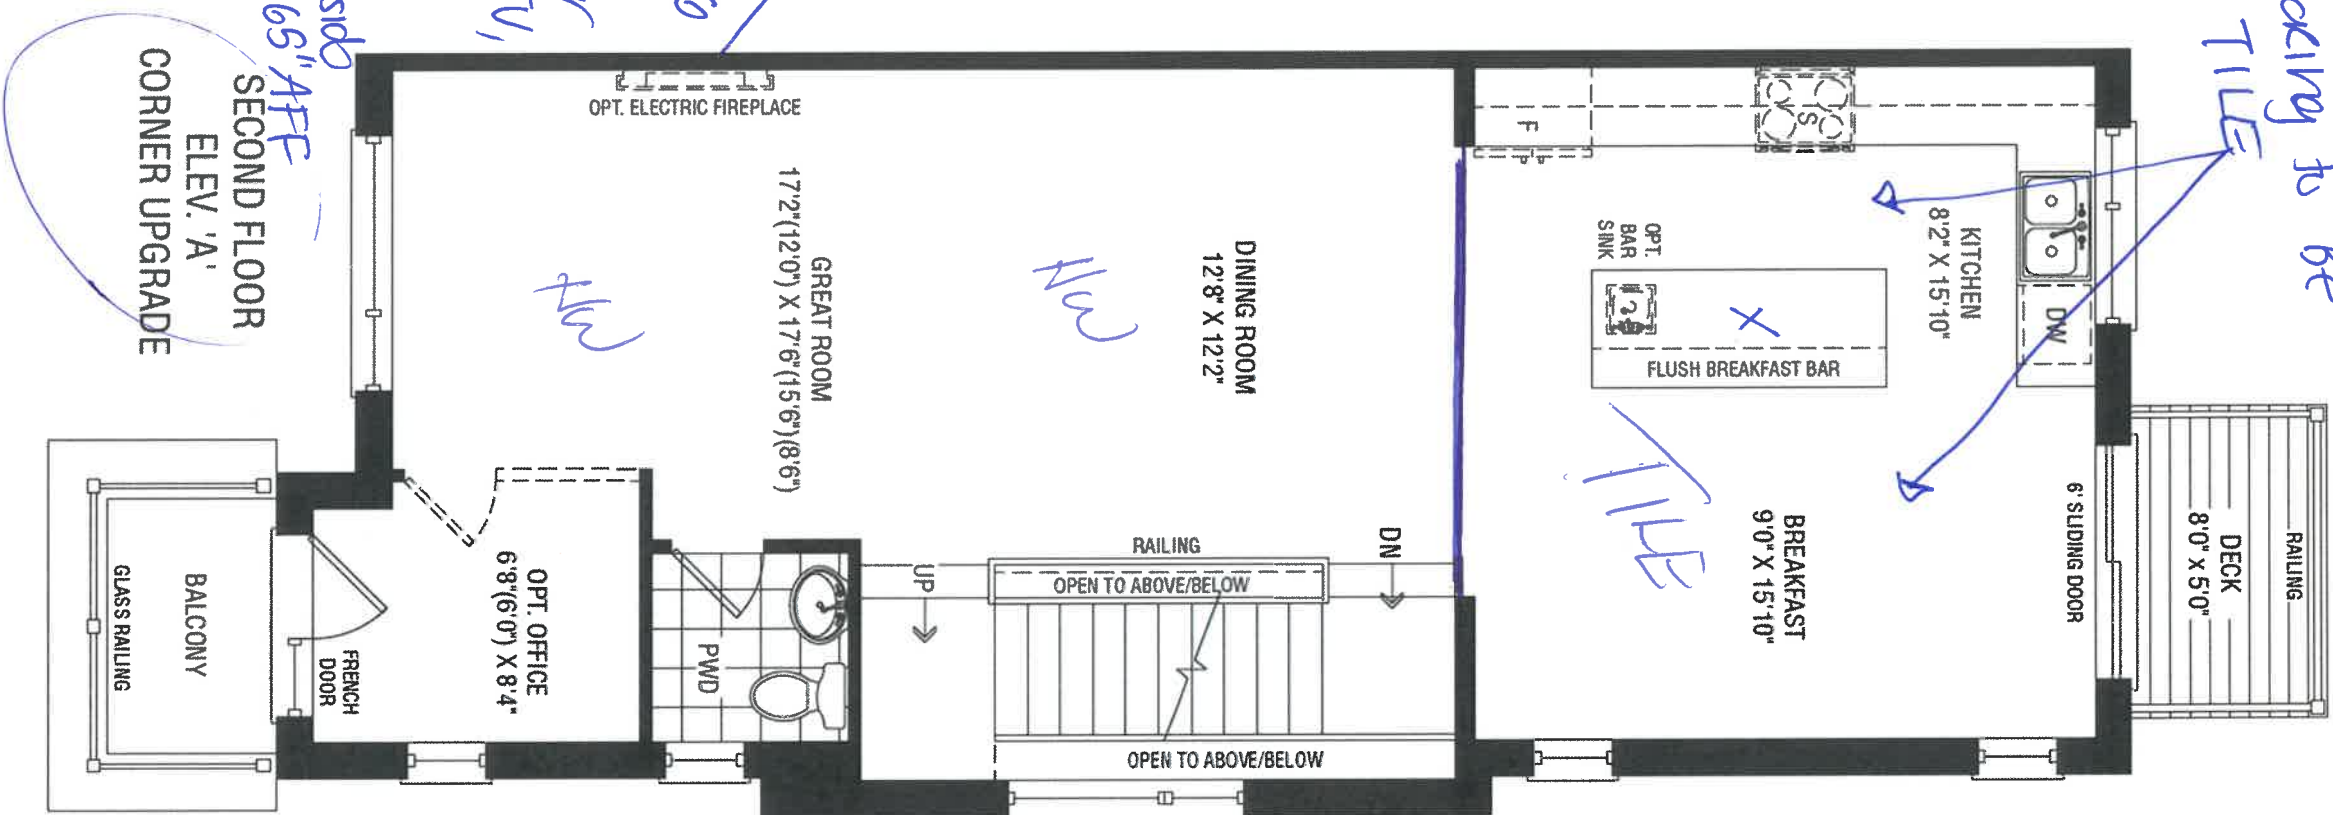 SECOND FLOOR
ELEV. 'A'
CORNER UPGRADE
65" AFF
OPT. ELECTRIC FIREPLACE
GREAT ROOM
17'2"(12'0") X 17'6"(15'6")(8'6")
HW
DINING ROOM
12'8" X 12'2"
HW
F
S
OPT.
BAR
SINK
X
FLUSH BREAKFAST BAR
KITCHEN
8'2" X 15'10"
DW
to be
TILE
TILE
BREAKFAST
9'0" X 15'10"
6' SLIDING DOOR
DECK
8'0" x 5'0"
RAILING
DN
RAILING
OPEN TO ABOVE/BELOW
UP
OPEN TO ABOVE/BELOW
PWD
OPT. OFFICE
6'8"(6'0") X 8'4"
FRENCH
DOOR
BALCONY
GLASS RAILING